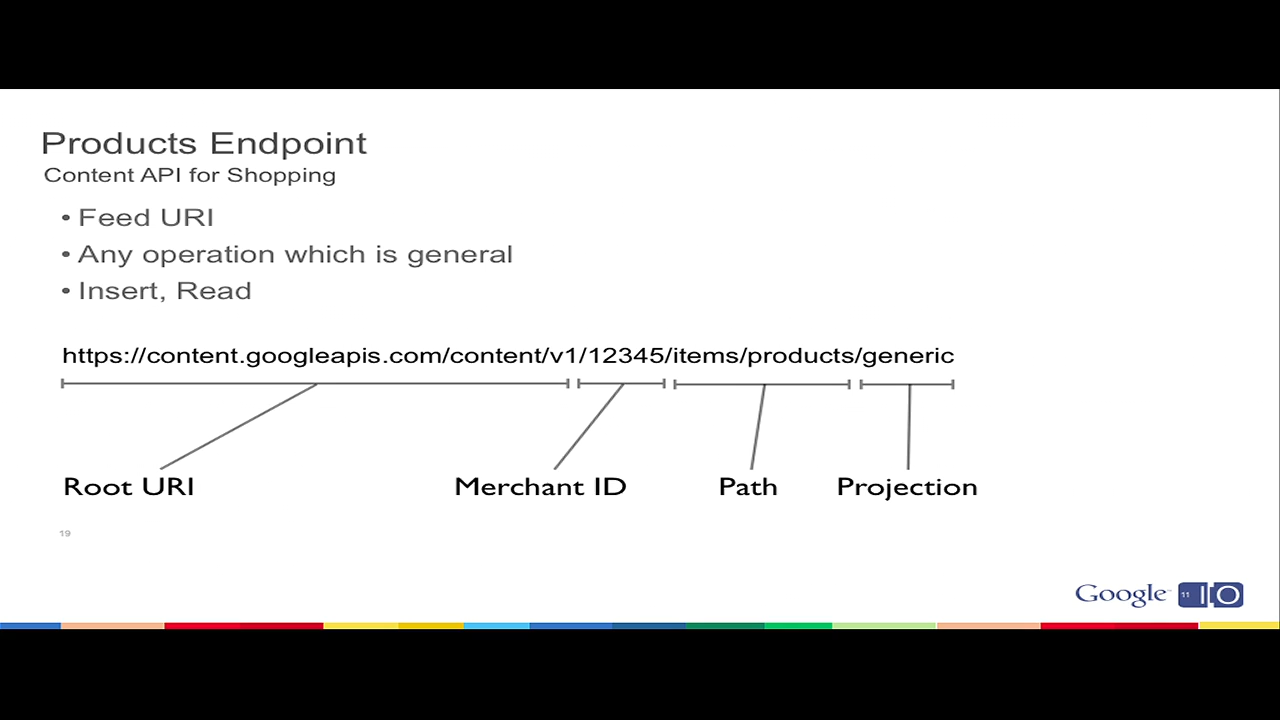 Products Endpoint
Content API for Shopping
• Feed URI
• Any operation which is general
• Insert, Read
https://content.googleapis.com/content/v1/12345/items/products/generic
Root URI Merchant ID Path Projection
19
Google 11 IO